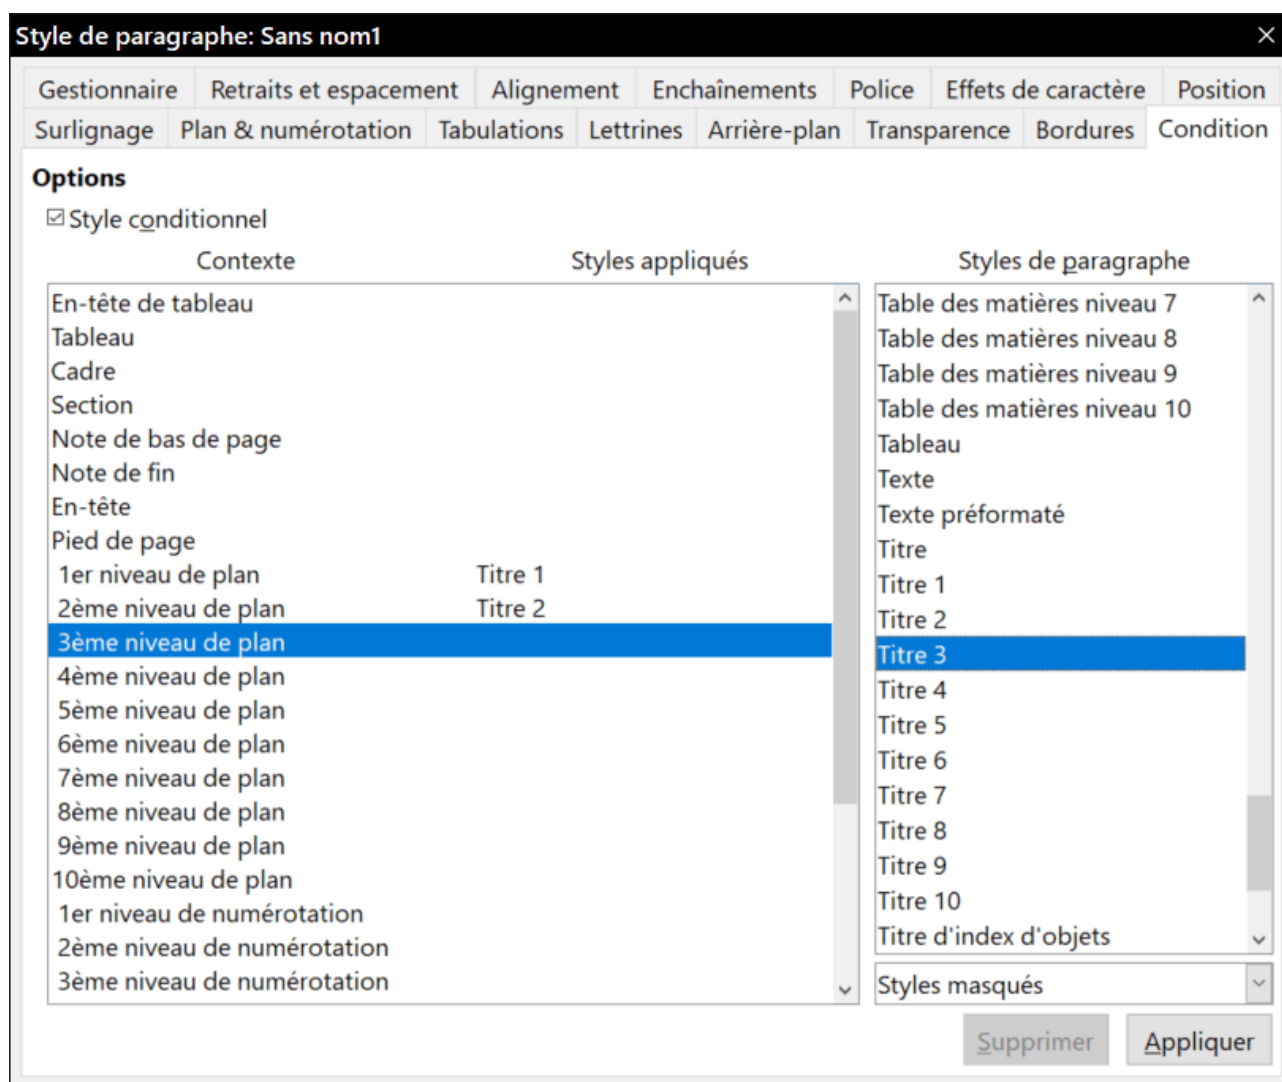 Style de paragraphe: Sans nom1
Gestionnaire Retraits et espacement Alignement Enchaînements Police Effets de caractère Position
Surlignage Plan & numérotation Tabulations Lettrines Arrière-plan Transparence Bordures Condition
Options
Style conditionnel
Contexte Styles appliqués Styles de paragraphe
En-tête de tableau
Tableau
Cadre
Section
Note de bas de page
Note de fin
En-tête
Pied de page
1er niveau de plan Titre 1
2ème niveau de plan Titre 2
3ème niveau de plan
4ème niveau de plan
5ème niveau de plan
6ème niveau de plan
7ème niveau de plan
8ème niveau de plan
9ème niveau de plan
10ème niveau de plan
1er niveau de numérotation
2ème niveau de numérotation
3ème niveau de numérotation
Table des matières niveau 7
Table des matières niveau 8
Table des matières niveau 9
Table des matières niveau 10
Tableau
Texte
Texte préformaté
Titre
Titre 1
Titre 2
Titre 3
Titre 4
Titre 5
Titre 6
Titre 7
Titre 8
Titre 9
Titre 10
Titre d'index d'objets
Styles masqués
Supprimer Appliquer